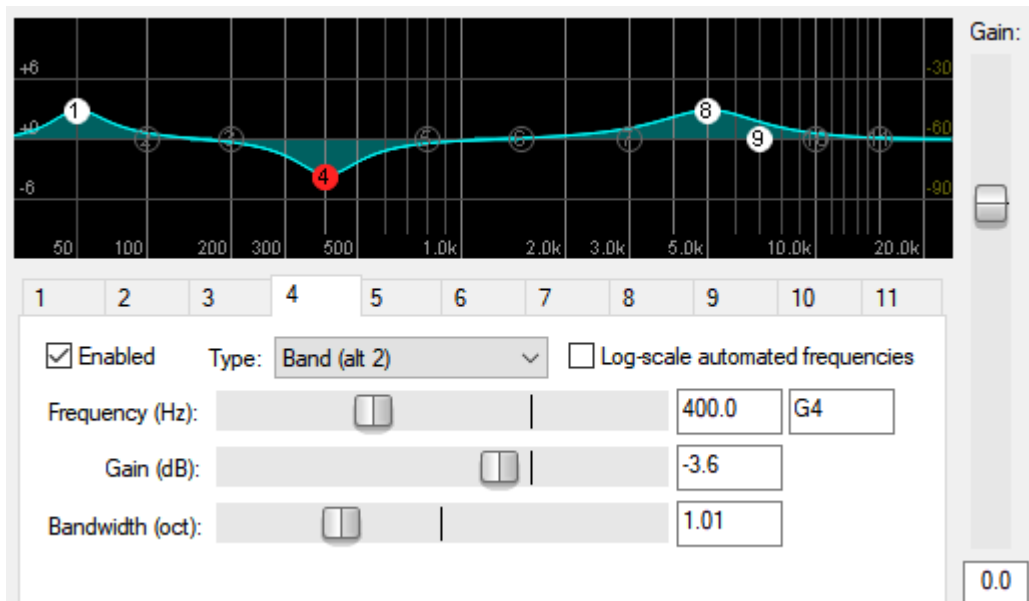 Gain:
+6 -30
1 8
+0 2 3 5 6 7 9 10 11 -60
4
-6 -90
50 100 200 300 500 1.0k 2.0k 3.0k 5.0k 10.0k 20.0k
1 2 3 4 5 6 7 8 9 10 11
Enabled Type: Band (alt 2) Log-scale automated frequencies
Frequency (Hz): 400.0 G4
Gain (dB): -3.6
Bandwidth (oct): 1.01
0.0